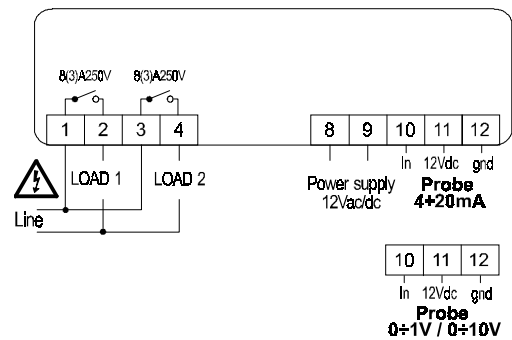 8(3)A250V 8(3)A250V
1 2 3 4 8 9 10 11 12
In 12Vdc gnd
LOAD 1 LOAD 2 Power supply Probe
12Vac/dc 4÷20mA
Line
10 11 12
In 12Vdc gnd
Probe
0÷1V / 0÷10V